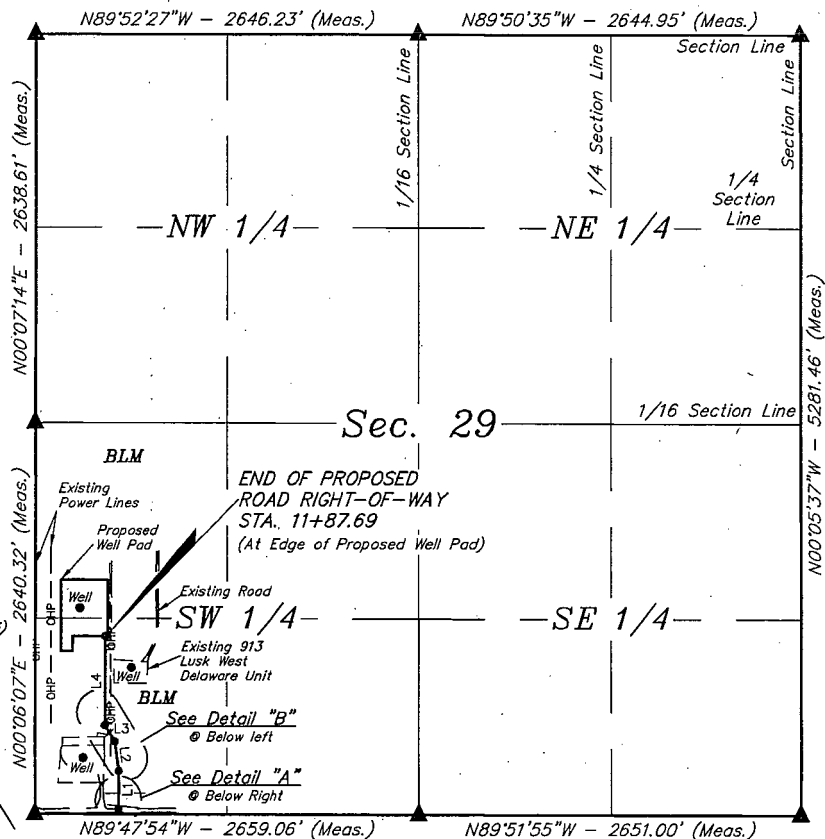 N89°52'27"W - 2646.23' (Meas.)
N89°50'35"W - 2644.95' (Meas.)
Section Line
N00°07'14"E - 2638.61' (Meas.)
1/16 Section Line
1/4 Section Line
Section Line
1/4
Section
Line
NW 1/4
NE 1/4
N00°05'37"W - 5281.46' (Meas.)
Sec. 29
1/16 Section Line
BLM
Existing
Power Lines
END OF PROPOSED
ROAD RIGHT-OF-WAY
STA. 11+87.69
(At Edge of Proposed Well Pad)
Proposed
Well Pad
N00°06'07"E - 2640.32' (Meas.)
Existing Road
Well
OHP
OHP
OHP
OHP
SW 1/4
SE 1/4
Existing 913
Lusk West
Delaware Unit
Well
L4
BLM
OHP
See Detail "B"
@ Below left
L3
L2
Well
See Detail "A"
@ Below Right
L1
N89°47'54"W - 2659.06' (Meas.)
N89°51'55"W - 2651.00' (Meas.)